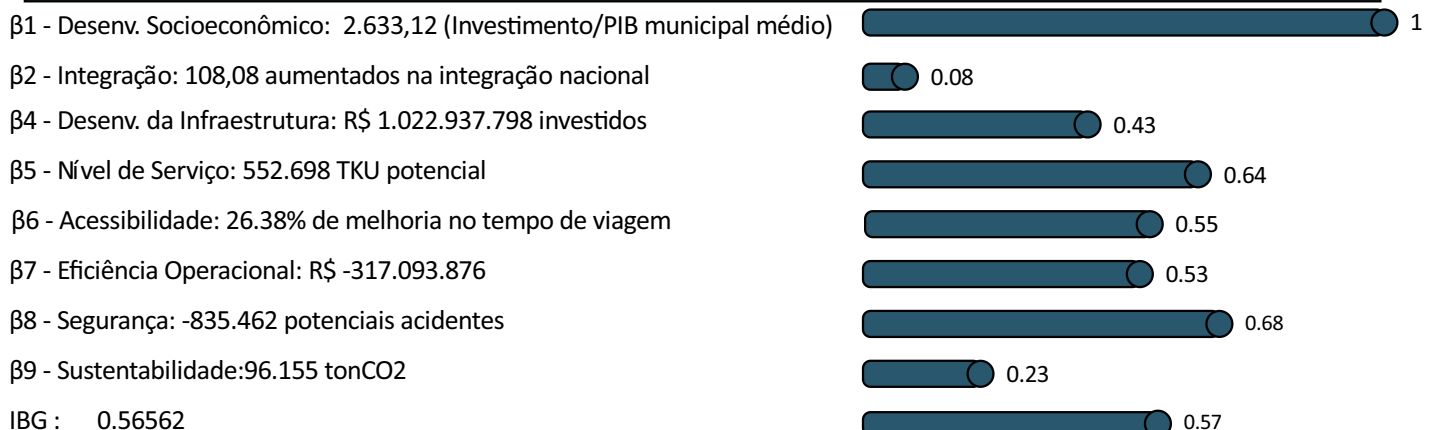 β1 - Desenv. Socioeconômico: 2.633,12 (Investimento/PIB municipal médio) 1
β2 - Integração: 108,08 aumentados na integração nacional 0.08
β4 - Desenv. da Infraestrutura: R$ 1.022.937.798 investidos 0.43
β5 - Nível de Serviço: 552.698 TKU potencial 0.64
β6 - Acessibilidade: 26.38% de melhoria no tempo de viagem 0.55
β7 - Eficiência Operacional: R$ -317.093.876 0.53
β8 - Segurança: -835.462 potenciais acidentes 0.68
β9 - Sustentabilidade:96.155 tonCO2 0.23
IBG : 0.56562 0.57